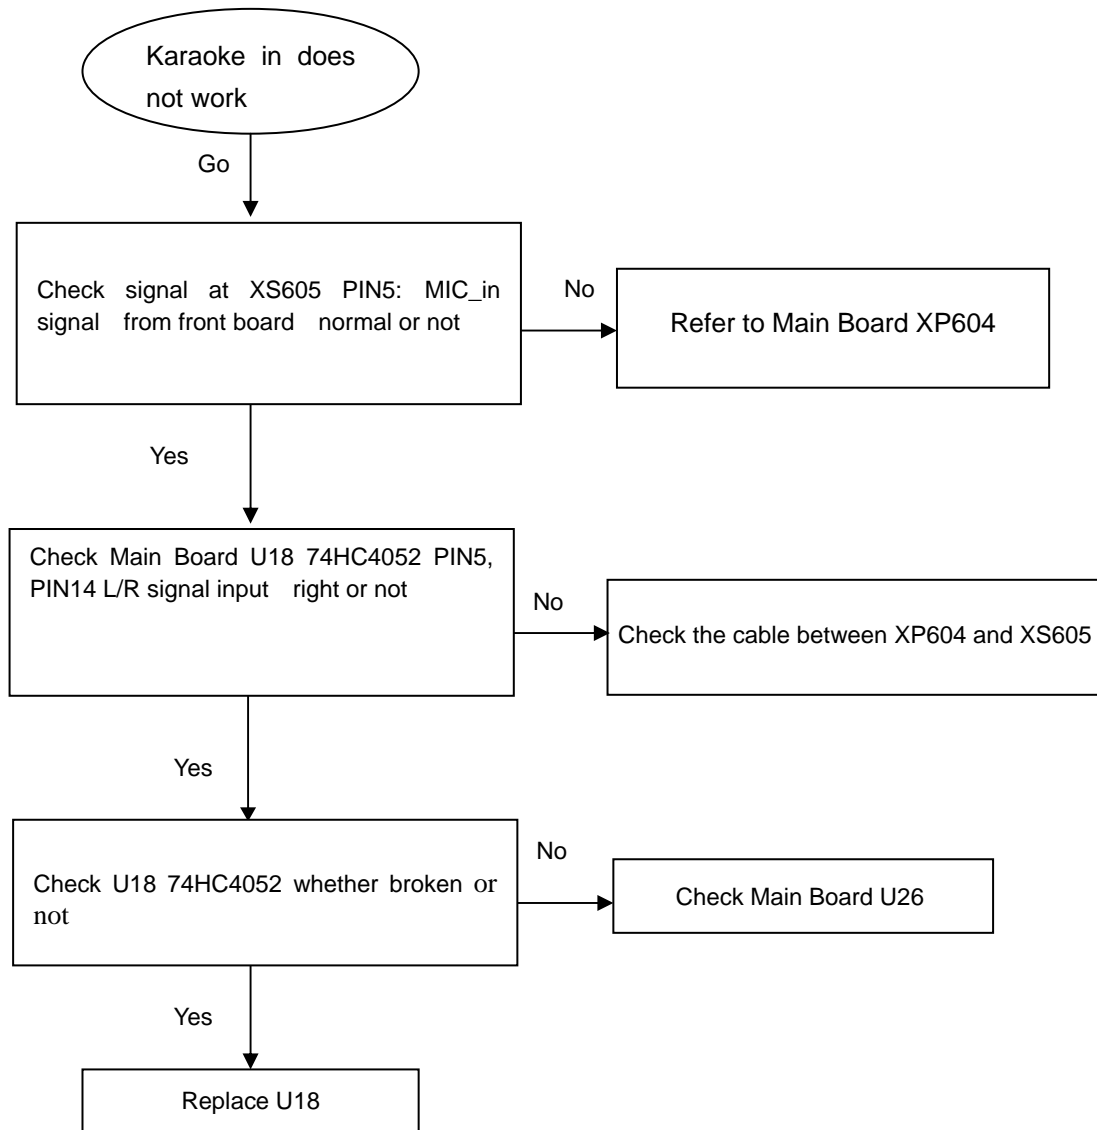 Karaoke in does
not work
Go
Check signal at XS605 PIN5: MIC_in
signal from front board normal or not
No
Refer to Main Board XP604
Yes
Check Main Board U18 74HC4052 PIN5,
PIN14 L/R signal input right or not
No
Check the cable between XP604 and XS605
Yes
Check U18 74HC4052 whether broken or
not
No
Check Main Board U26
Yes
Replace U18